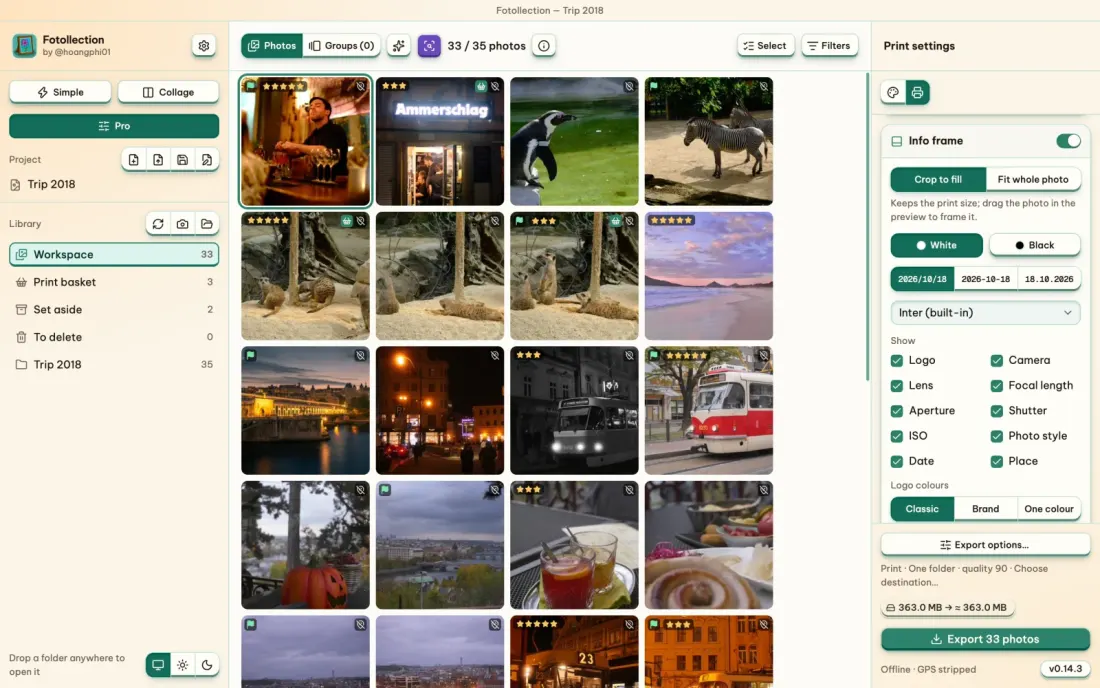 Fotollection — Trip 2018
Fotollection
by @hoangphi01
Simple
Collage
Pro
Project
Trip 2018
Library
Workspace 33
Print basket 3
Set aside 2
To delete 0
Trip 2018 35
Drop a folder anywhere to
open it
Photos
Groups (0)
33 / 35 photos
Select
Filters
Ammerschlag
23
Print settings
Info frame
Crop to fill
Fit whole photo
Keeps the print size; drag the photo in the
preview to frame it.
White
Black
2026/10/18
2026-10-18
18.10.2026
Inter (built-in)
Show
Logo
Camera
Lens
Focal length
Aperture
Shutter
ISO
Photo style
Date
Place
Logo colours
Classic
Brand
One colour
Export options...
Print · One folder · quality 90 · Choose
destination...
363.0 MB → ≈ 363.0 MB
Export 33 photos
Offline · GPS stripped
v0.14.3